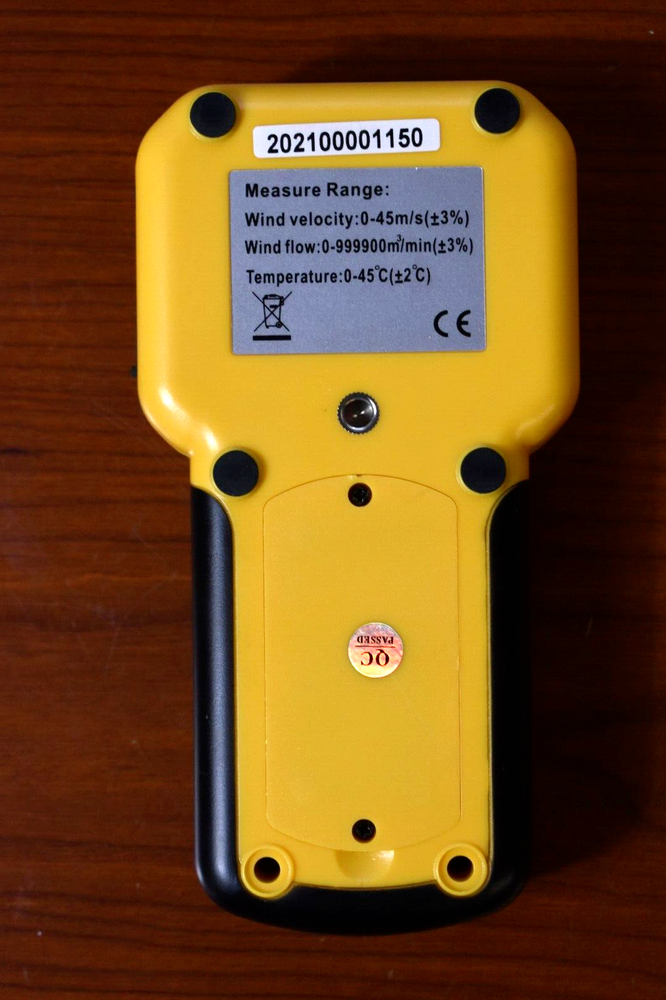 202100001150
Measure Range:
Wind velocity:0-45m/s(±3%)
Wind flow:0-999900m³/min(±3%)
Temperature:0-45℃(±2℃)
CE
QC
PASSED